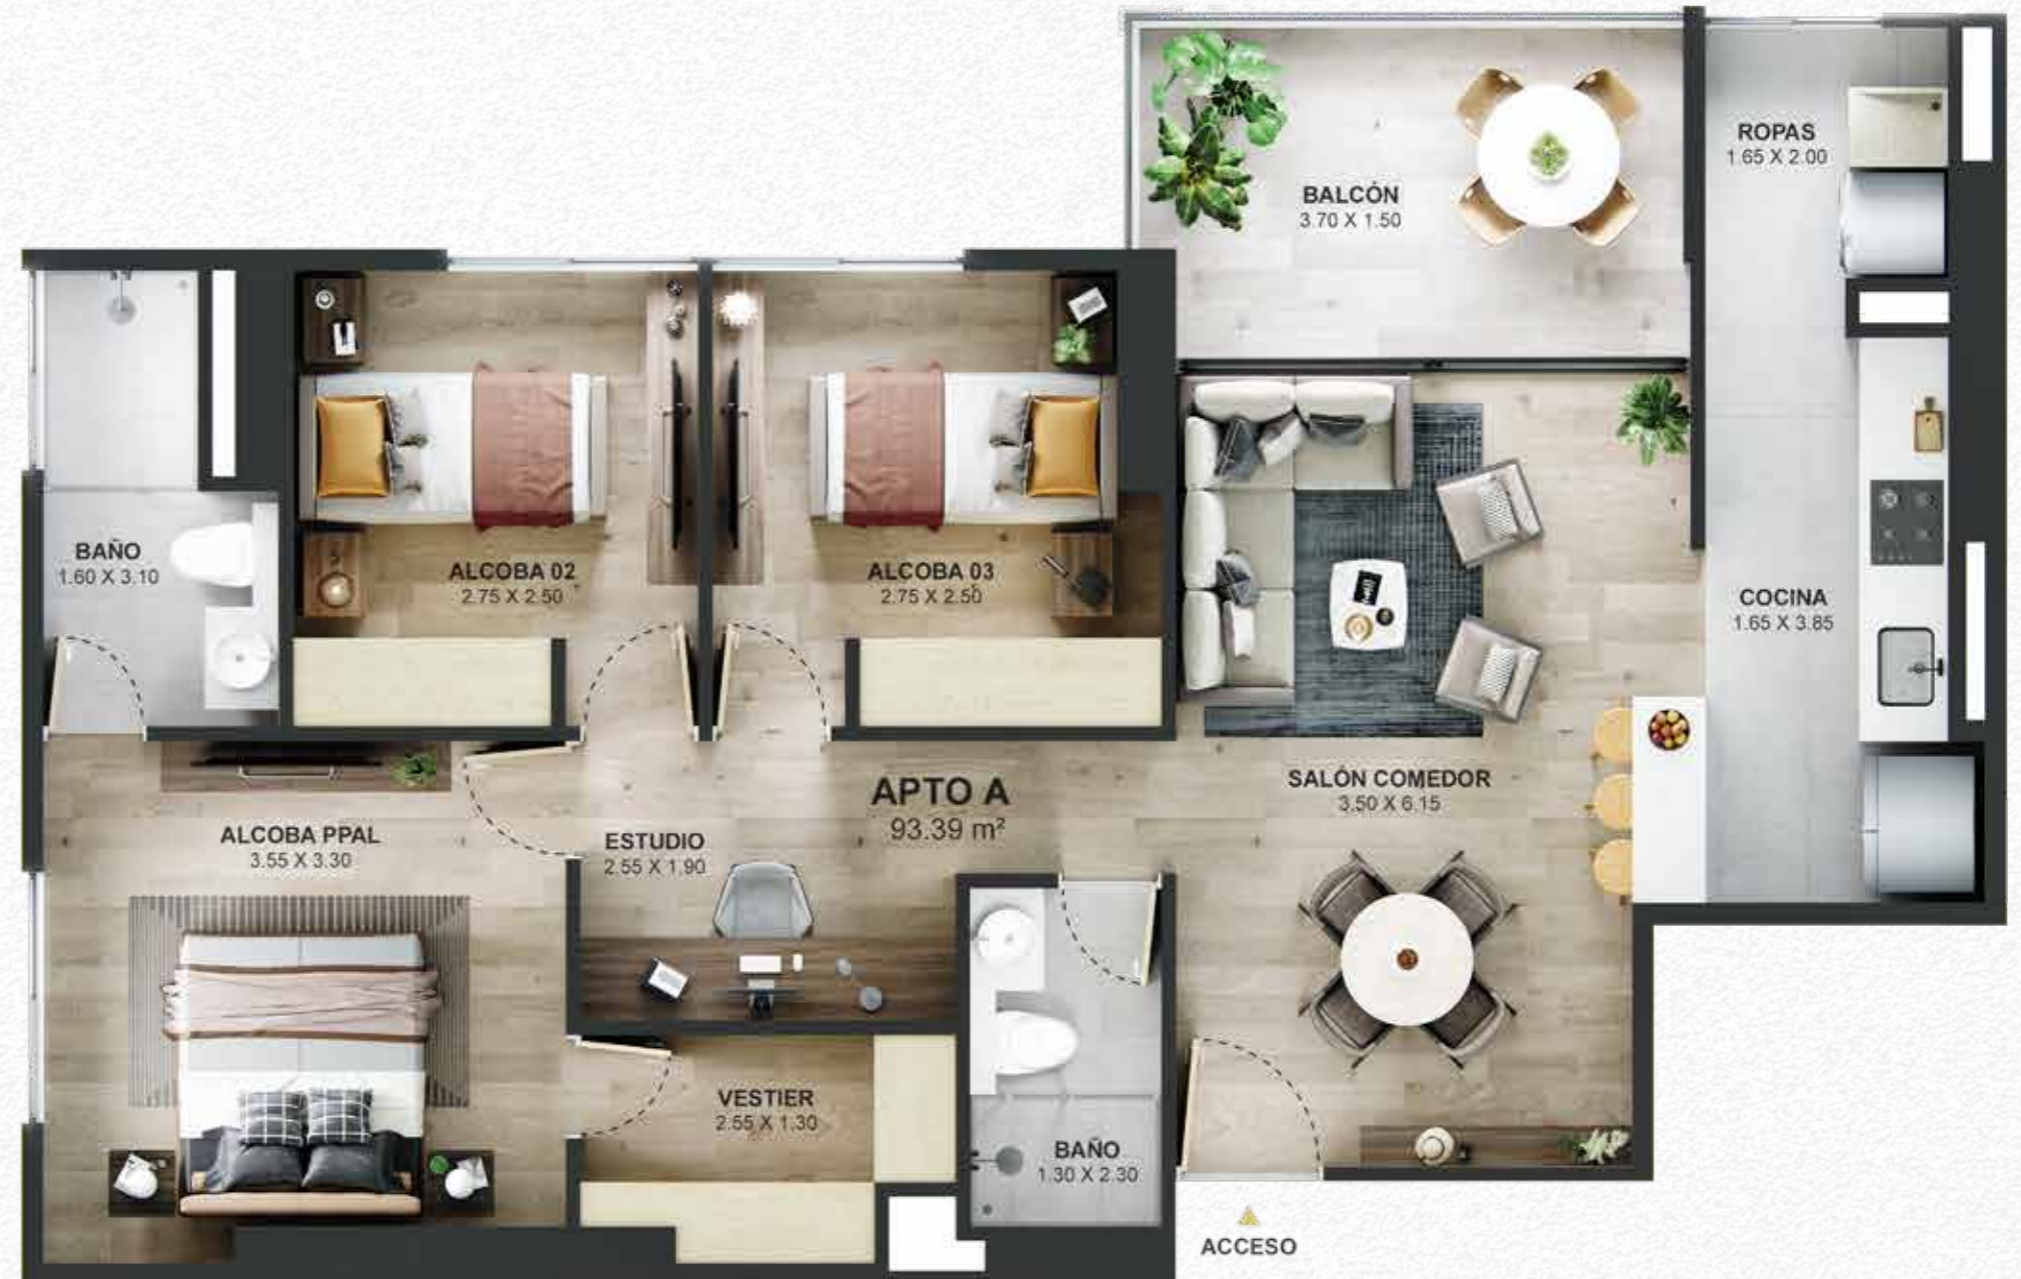 ROPAS
1.65 X 2.00
BALCÓN
3.70 X 1.50
BAÑO
1.60 X 3.10
ALCOBA 02
2.75 X 2.50
ALCOBA 03
2.75 X 2.50
COCINA
1.65 X 3.85
SALÓN COMEDOR
3.50 X 6.15
APTO A
93.39 m²
ALCOBA PPAL
3.55 X 3.30
ESTUDIO
2.55 X 1.90
VESTIER
2.55 X 1.30
BAÑO
1.30 X 2.30
ACCESO